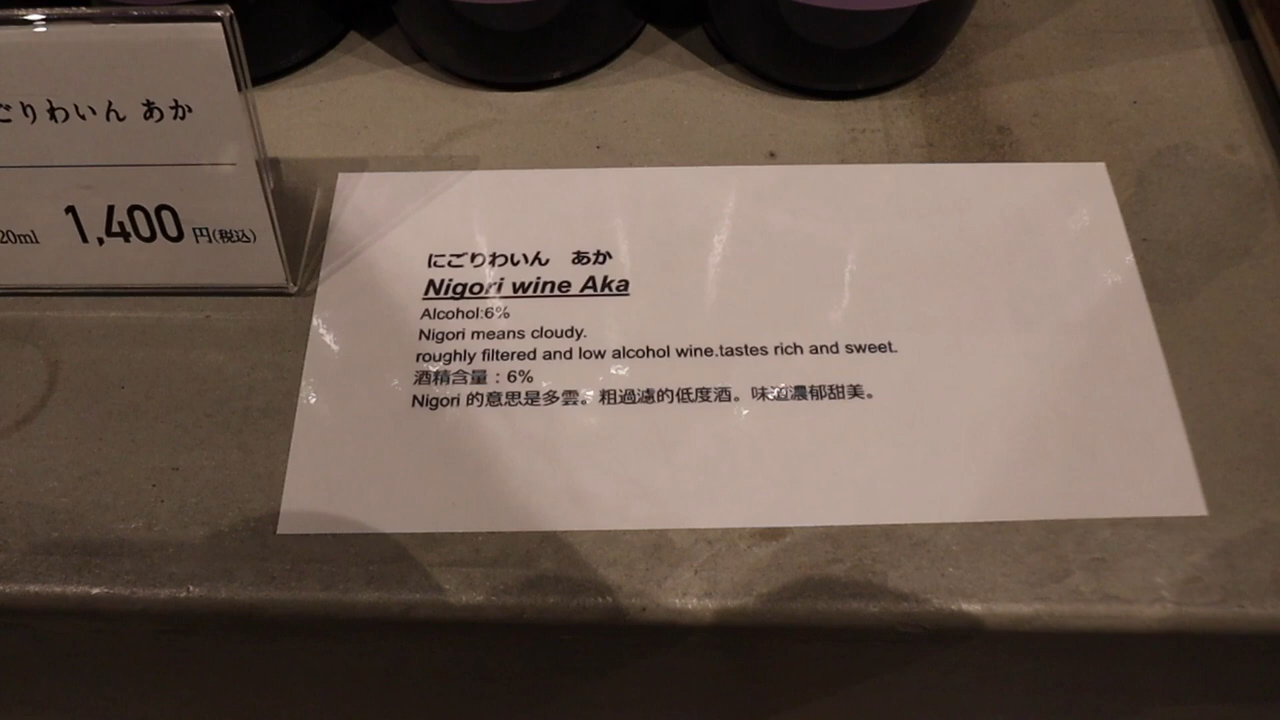 ごりわいん あか
20ml 1,400 円(税込)
にごりわいん あか
Nigori wine Aka
Alcohol:6%
Nigori means cloudy.
roughly filtered and low alcohol wine.tastes rich and sweet.
酒精含量：6%
Nigori 的意思是多雲。粗過濾的低度酒。味道濃郁甜美。